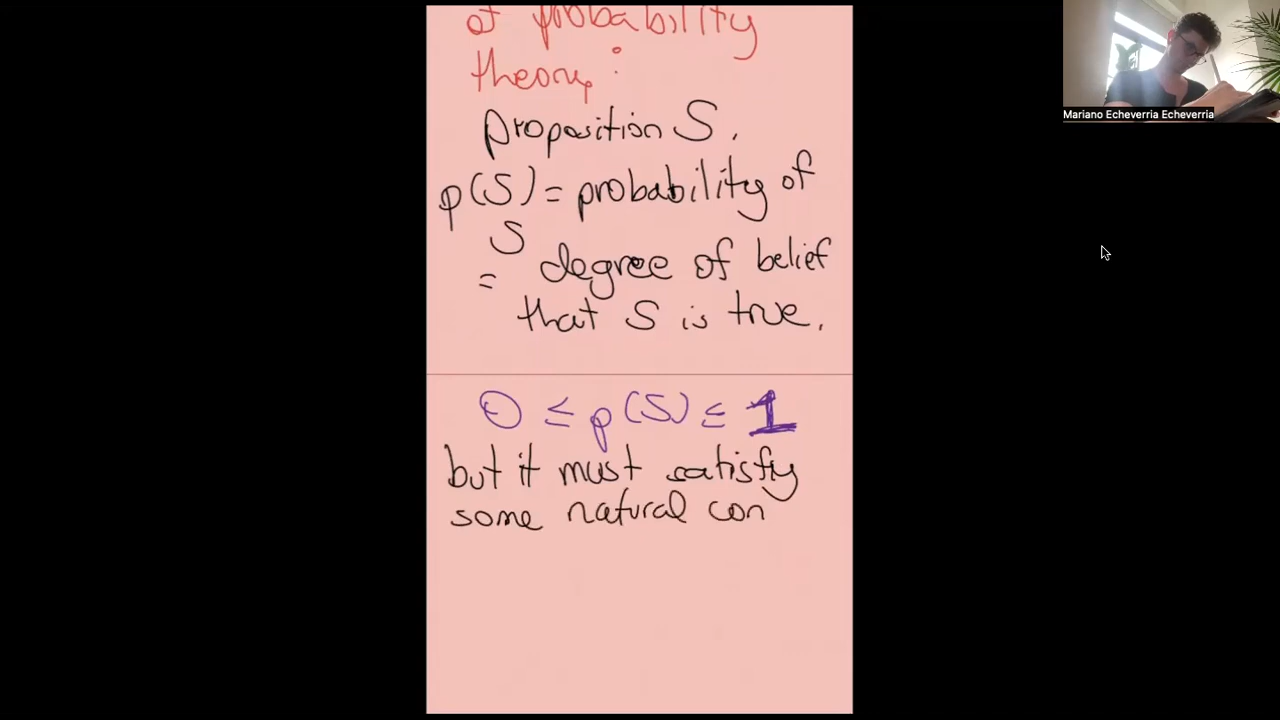 of probability
theory:
proposition S.
p(S) = probability of
S
= degree of belief
that S is true.
0 ≤ p(S) ≤ 1
but it must satisfy
some natural con
Mariano Echeverria Echeverria